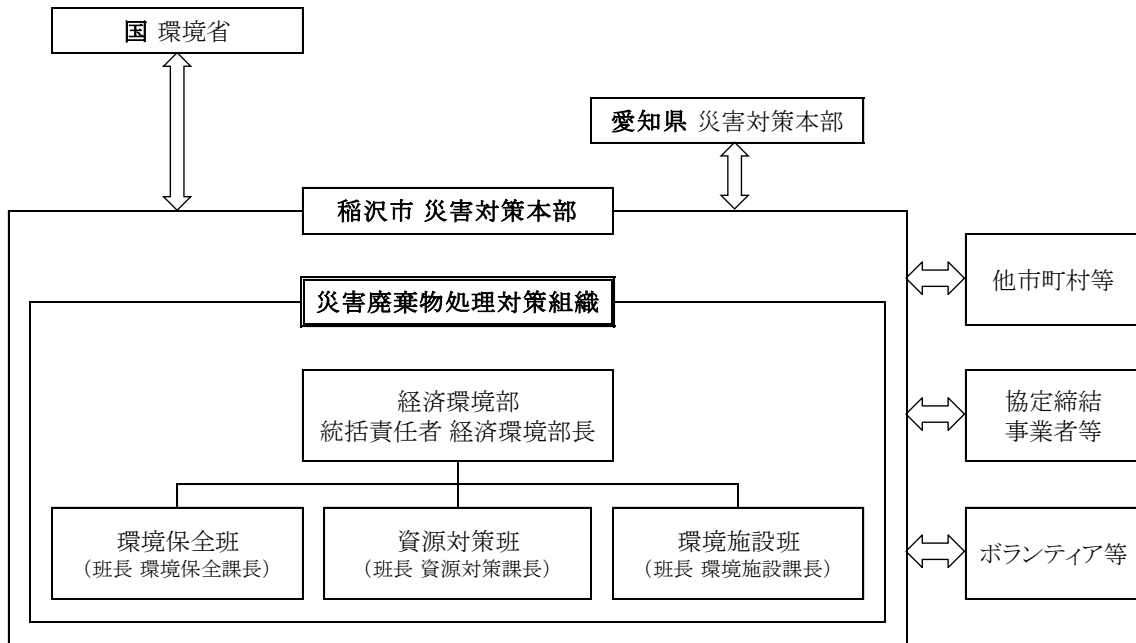 国 環境省
愛知県 災害対策本部
稲沢市 災害対策本部
他市町村等
災害廃棄物処理対策組織
経済環境部
統括責任者 経済環境部長
協定締結
事業者等
環境保全班
（班長 環境保全課長）
資源対策班
（班長 資源対策課長）
環境施設班
（班長 環境施設課長）
ボランティア等